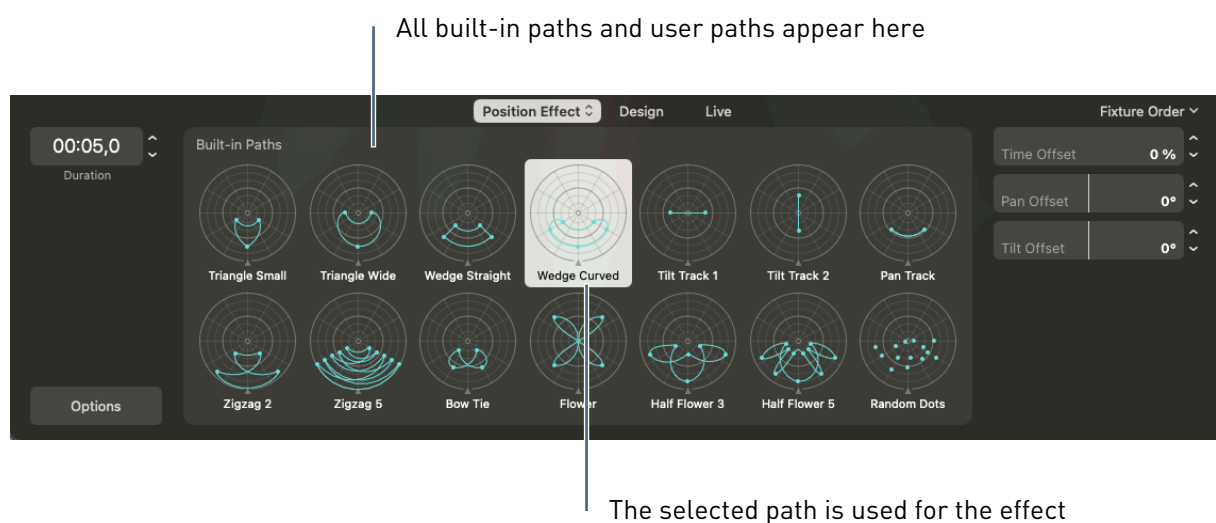 All built-in paths and user paths appear here
Position Effect Design Live Fixture Order
00:05,0
Duration
Built-in Paths
Time Offset 0 %
Pan Offset 0°
Tilt Offset 0°
Triangle Small Triangle Wide Wedge Straight Wedge Curved Tilt Track 1 Tilt Track 2 Pan Track
Zigzag 2 Zigzag 5 Bow Tie Flower Half Flower 3 Half Flower 5 Random Dots
Options
The selected path is used for the effect